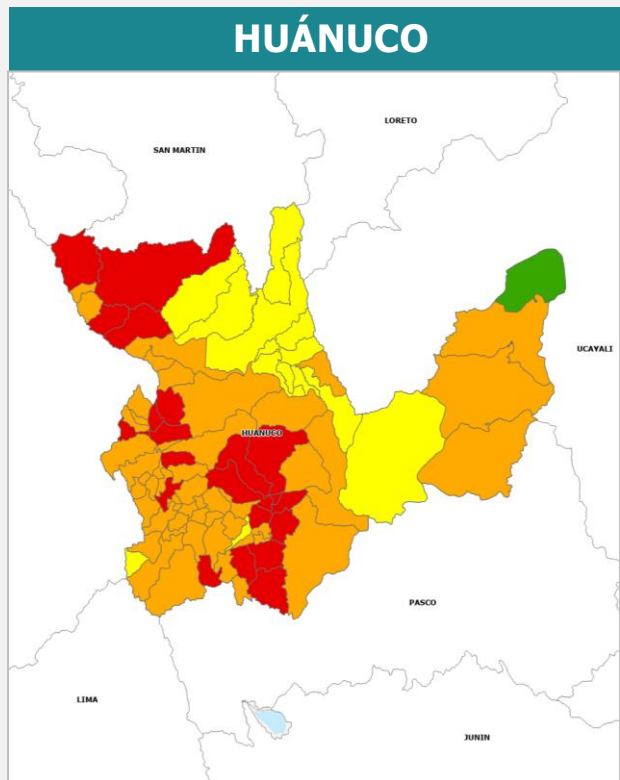 HUÁNUCO
LORETO
SAN MARTIN
UCAYALI
HUANUCO
PASCO
LIMA
JUNIN